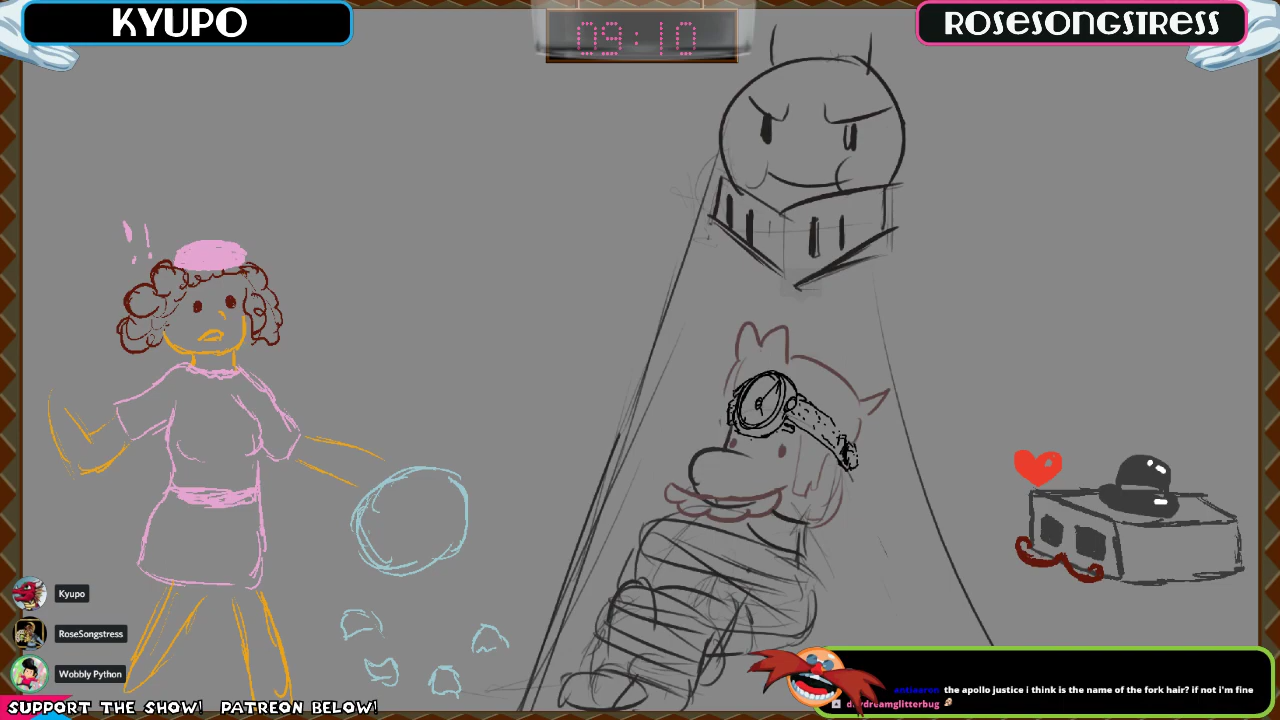 KYUPO
09:10
ROSESONGSTRESS
Kyupo
RoseSongstress
Wobbly Python
antiaaron the apollo justice i think is the name of the fork hair? if not i'm fine
SUPPORT THE SHOW! PATREON BELOW!